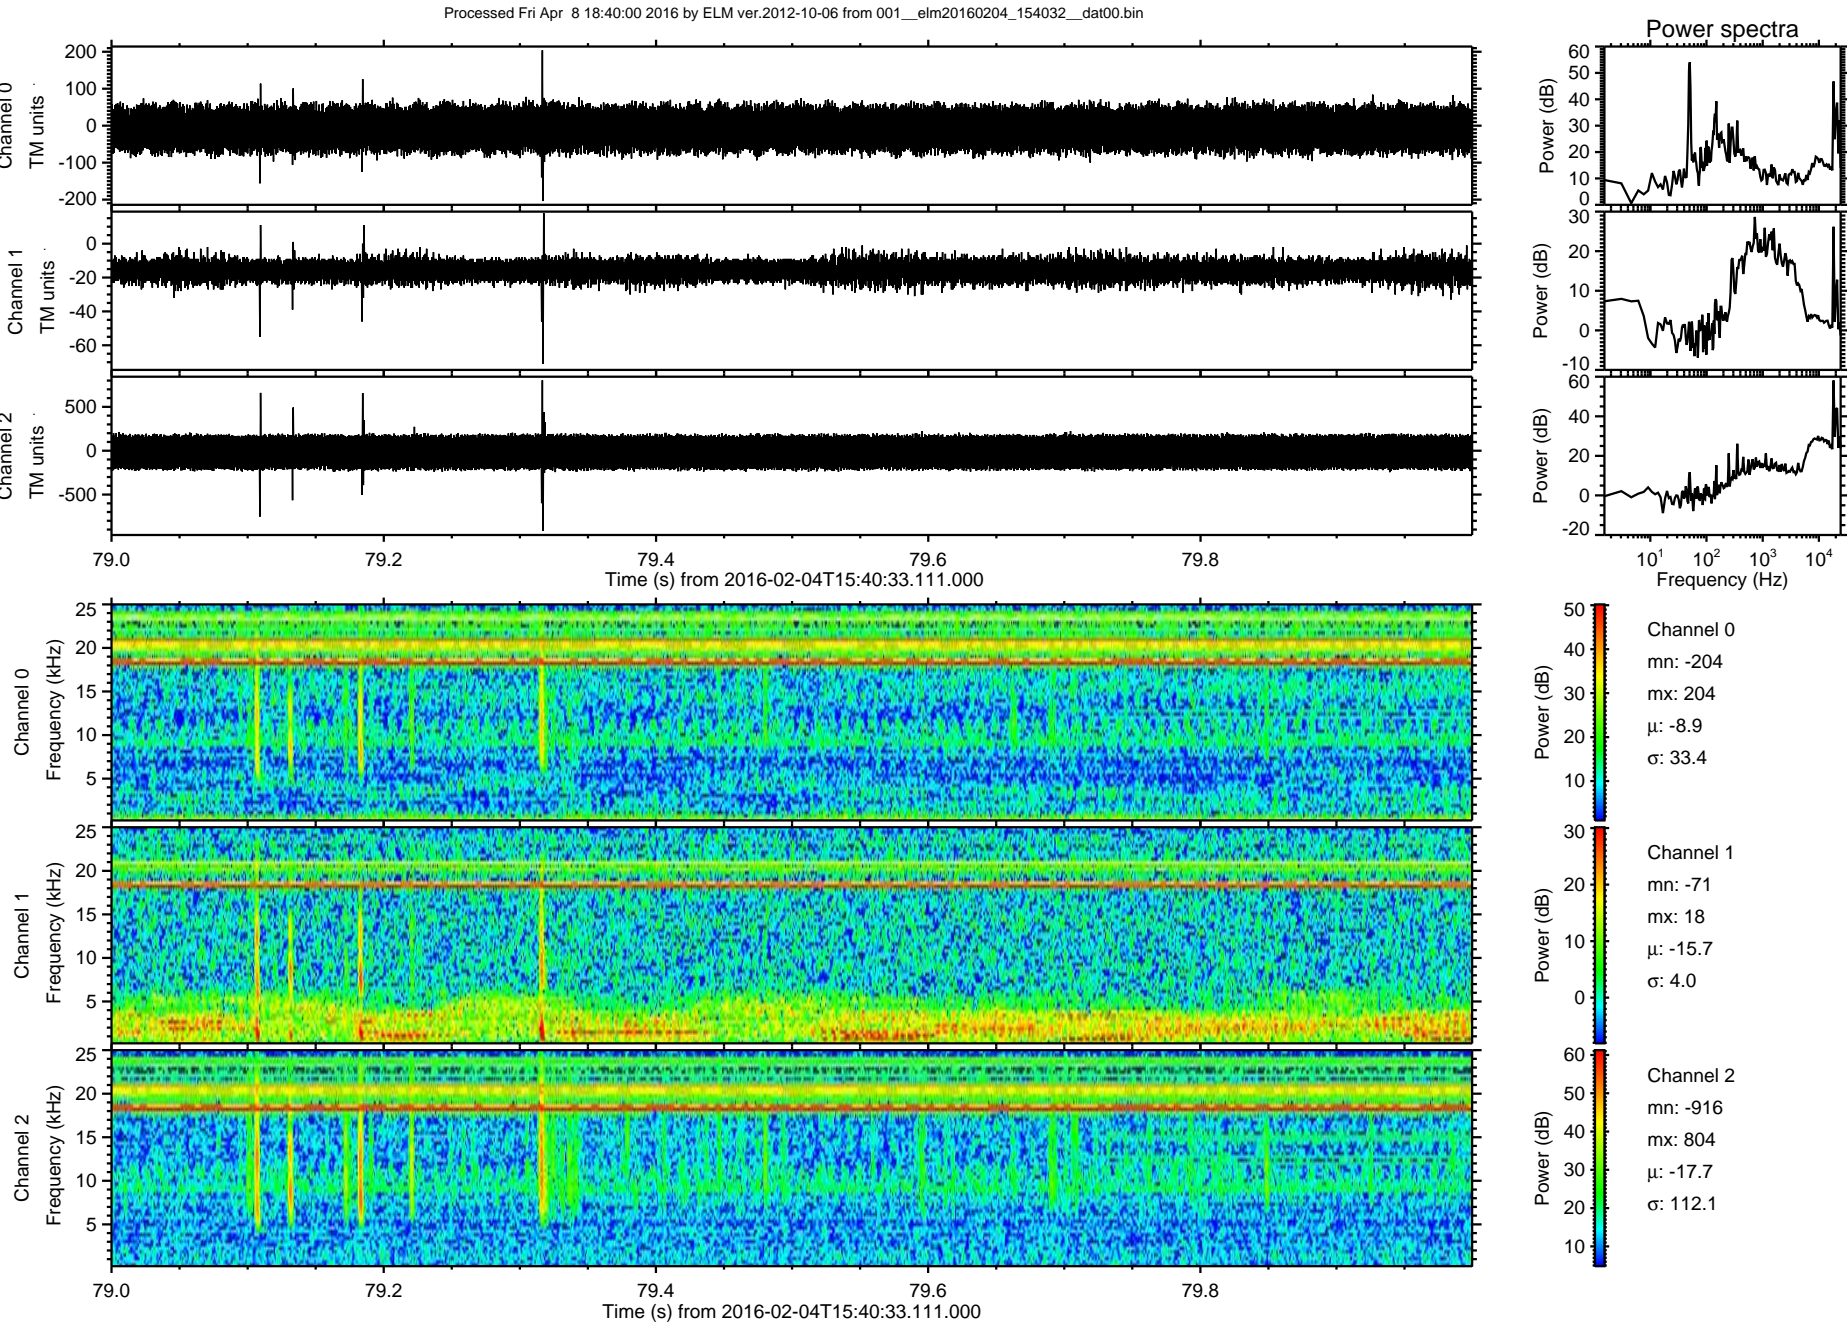 Processed Fri Apr 8 18:40:00 2016 by ELM ver.2012-10-06 from 001__elm20160204_154032__dat00.bin
Power spectra
Channel 0
TM units
200
100
0
-100
-200
Power (dB)
60
50
40
30
20
10
0
Channel 1
TM units
0
-20
-40
-60
Power (dB)
30
20
10
0
-10
Channel 2
TM units
500
0
-500
Power (dB)
60
40
20
0
-20
79.0 79.2 79.4 79.6 79.8
Time (s) from 2016-02-04T15:40:33.111.000
10^1 10^2 10^3 10^4
Frequency (Hz)
Channel 0
Frequency (kHz)
25
20
15
10
5
Power (dB)
50
40
30
20
10
Channel 0
mn: -204
mx: 204
μ: -8.9
σ: 33.4
Channel 1
Frequency (kHz)
25
20
15
10
5
Power (dB)
30
20
10
0
Channel 1
mn: -71
mx: 18
μ: -15.7
σ: 4.0
Channel 2
Frequency (kHz)
25
20
15
10
5
Power (dB)
60
50
40
30
20
10
Channel 2
mn: -916
mx: 804
μ: -17.7
σ: 112.1
79.0 79.2 79.4 79.6 79.8
Time (s) from 2016-02-04T15:40:33.111.000